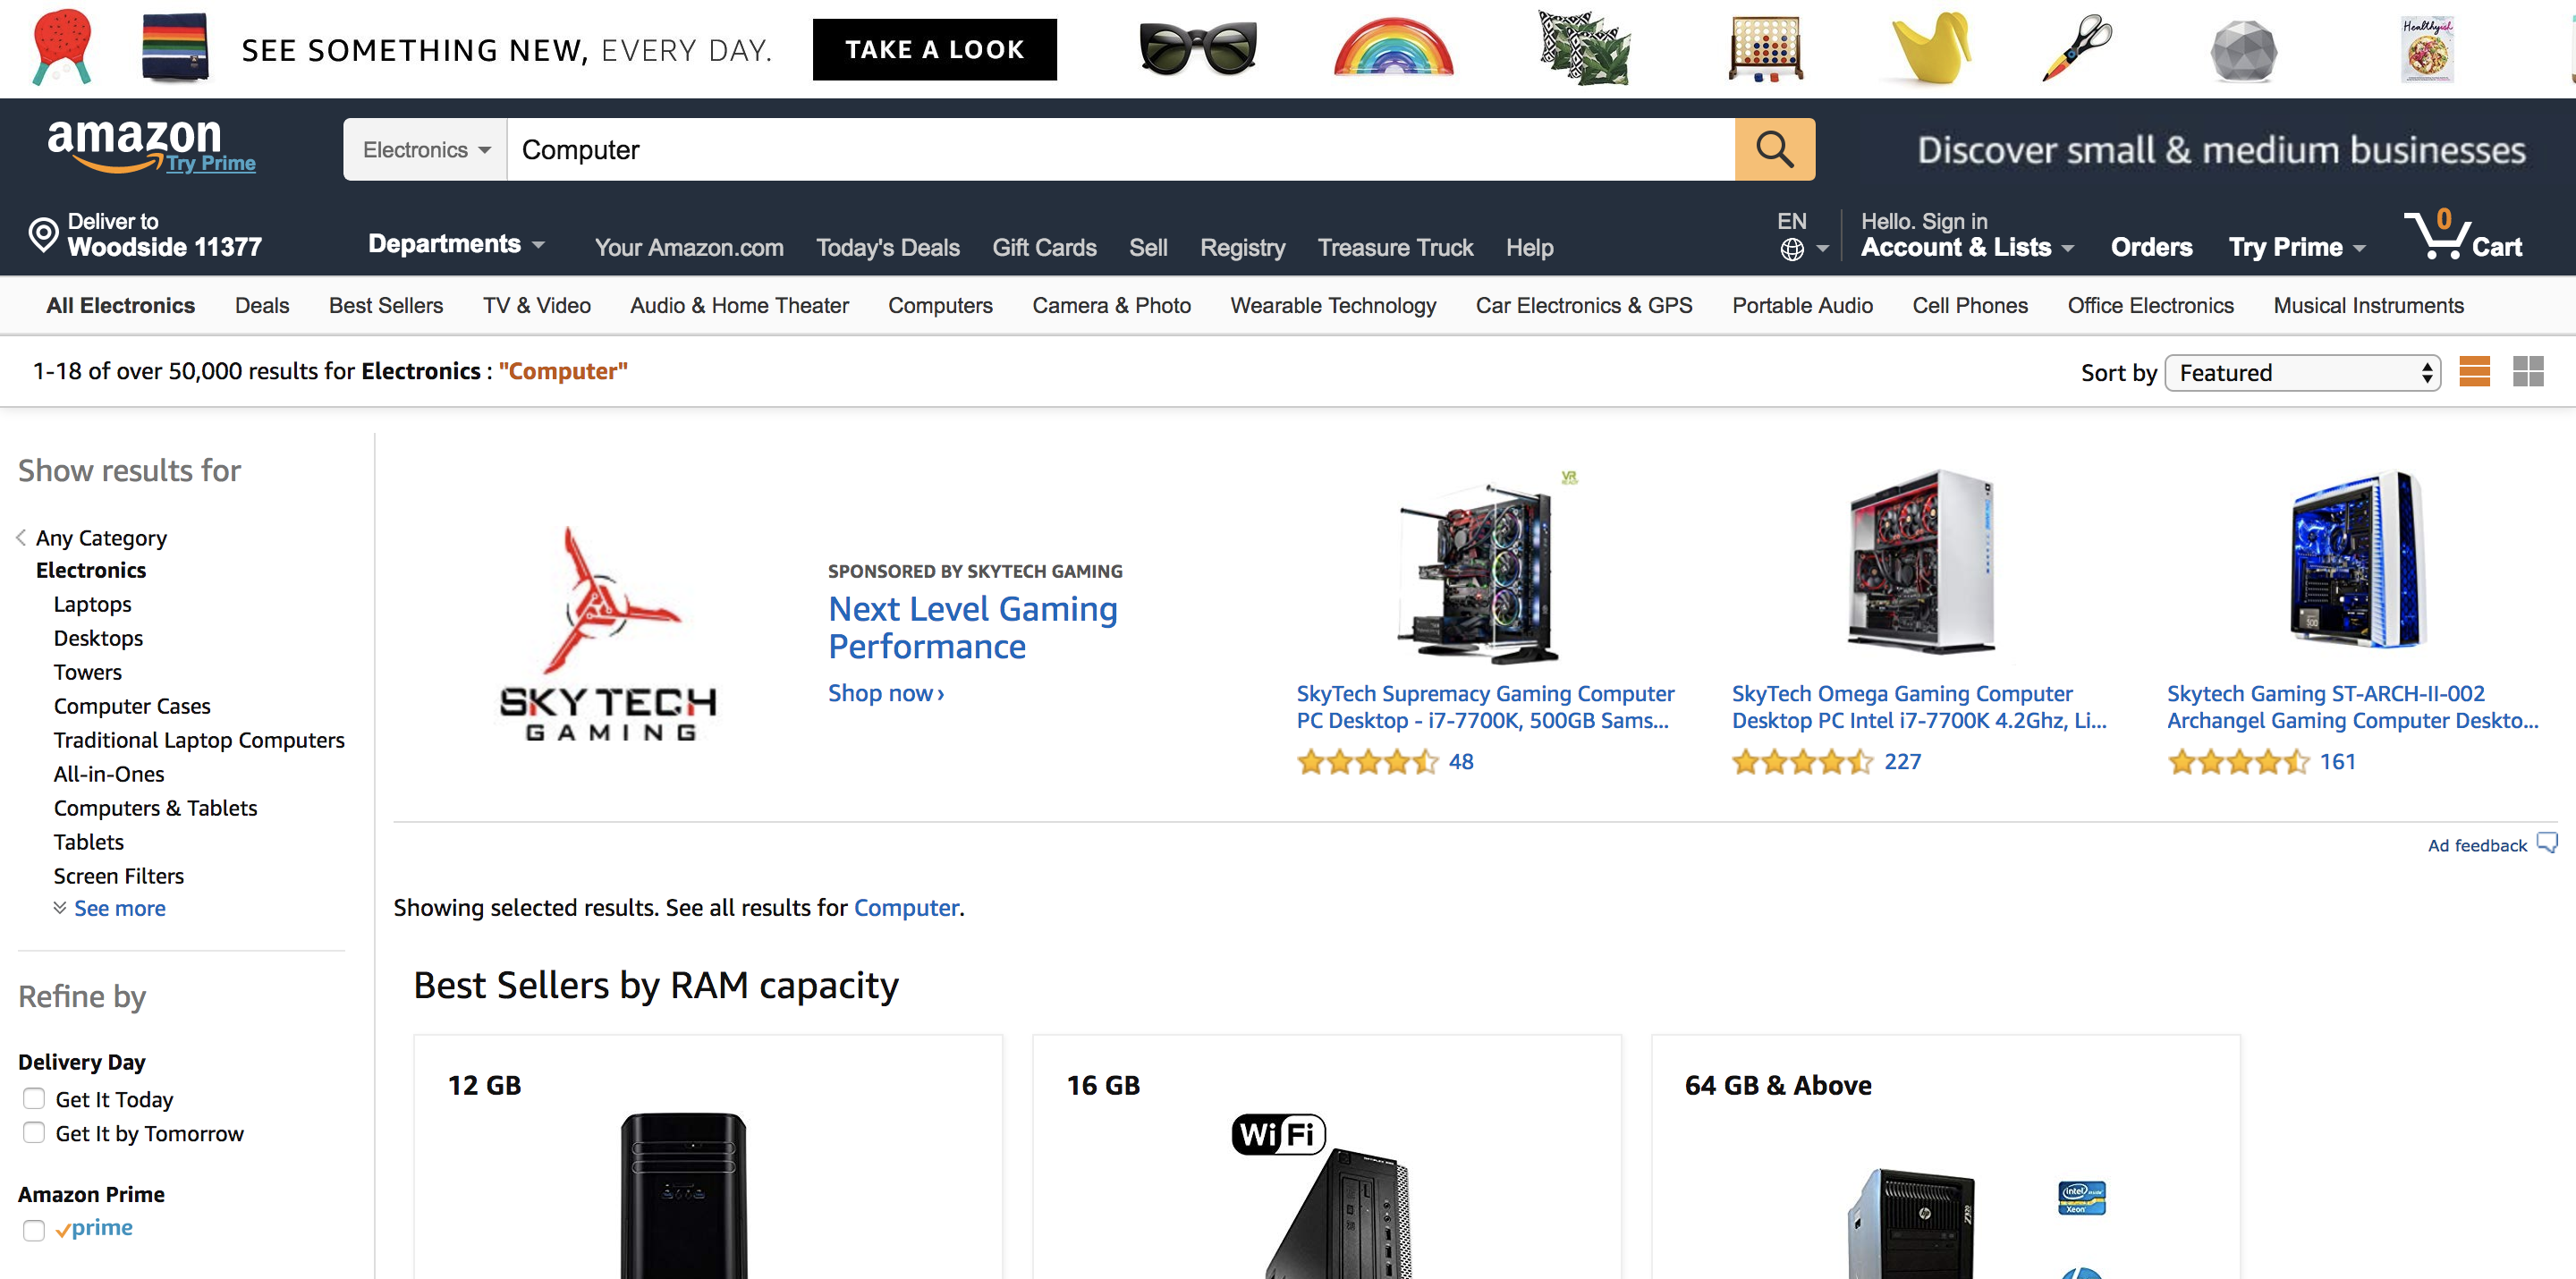 SEE SOMETHING NEW, EVERY DAY.
TAKE A LOOK
Healthyish
amazon
Try Prime
Electronics
Computer
Discover small & medium businesses
Deliver to
Woodside 11377
Departments
Your Amazon.com
Today's Deals
Gift Cards
Sell
Registry
Treasure Truck
Help
EN
Hello. Sign in
Account & Lists
Orders
Try Prime
0
Cart
All Electronics
Deals
Best Sellers
TV & Video
Audio & Home Theater
Computers
Camera & Photo
Wearable Technology
Car Electronics & GPS
Portable Audio
Cell Phones
Office Electronics
Musical Instruments
1-18 of over 50,000 results for Electronics : "Computer"
Sort by
Featured
Show results for
Any Category
Electronics
Laptops
Desktops
Towers
Computer Cases
Traditional Laptop Computers
All-in-Ones
Computers & Tablets
Tablets
Screen Filters
See more
Refine by
Delivery Day
Get It Today
Get It by Tomorrow
Amazon Prime
prime
SKYTECH
GAMING
SPONSORED BY SKYTECH GAMING
Next Level Gaming
Performance
Shop now ›
VR
READY
SkyTech Supremacy Gaming Computer
PC Desktop - i7-7700K, 500GB Sams...
48
SkyTech Omega Gaming Computer
Desktop PC Intel i7-7700K 4.2Ghz, Li...
227
Skytech Gaming ST-ARCH-II-002
Archangel Gaming Computer Deskto...
161
Ad feedback
Showing selected results. See all results for Computer.
Best Sellers by RAM capacity
12 GB
16 GB
WiFi
64 GB & Above
hp
Z820
intel
Xeon